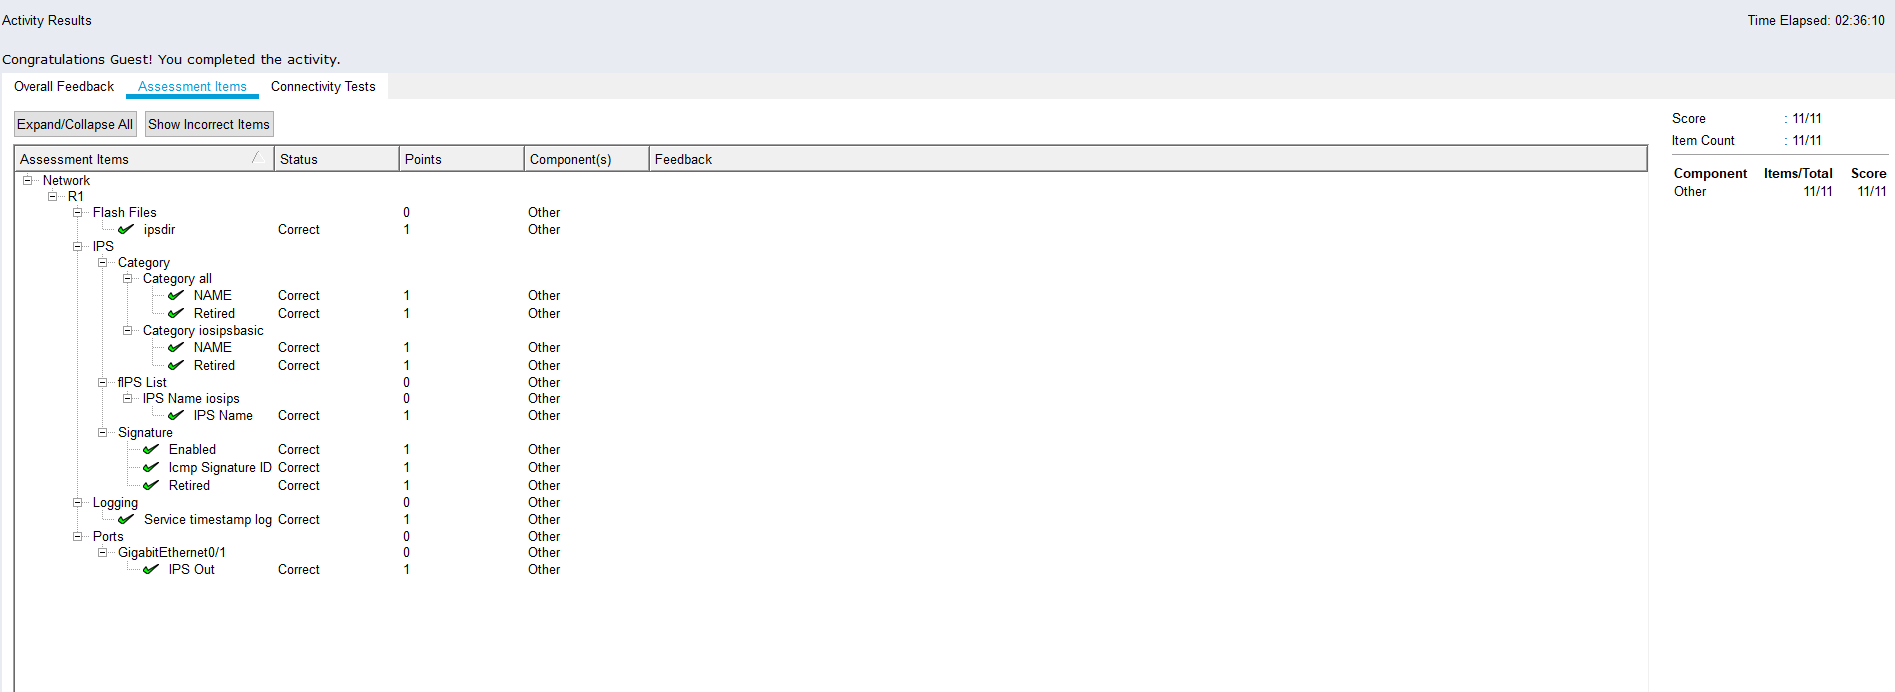 Activity Results
Time Elapsed: 02:36:10
Congratulations Guest! You completed the activity.
Overall Feedback Assessment Items Connectivity Tests
Expand/Collapse All Show Incorrect Items
Score : 11/11
Item Count : 11/11
Component Items/Total Score
Other 11/11 11/11
Assessment Items Status Points Component(s) Feedback
Network
R1
Flash Files 0 Other
ipsdir Correct 1 Other
IPS
Category
Category all
NAME Correct 1 Other
Retired Correct 1 Other
Category iosipsbasic
NAME Correct 1 Other
Retired Correct 1 Other
fIPS List 0 Other
IPS Name iosips 0 Other
IPS Name Correct 1 Other
Signature
Enabled Correct 1 Other
Icmp Signature ID Correct 1 Other
Retired Correct 1 Other
Logging 0 Other
Service timestamp log Correct 1 Other
Ports 0 Other
GigabitEthernet0/1 0 Other
IPS Out Correct 1 Other